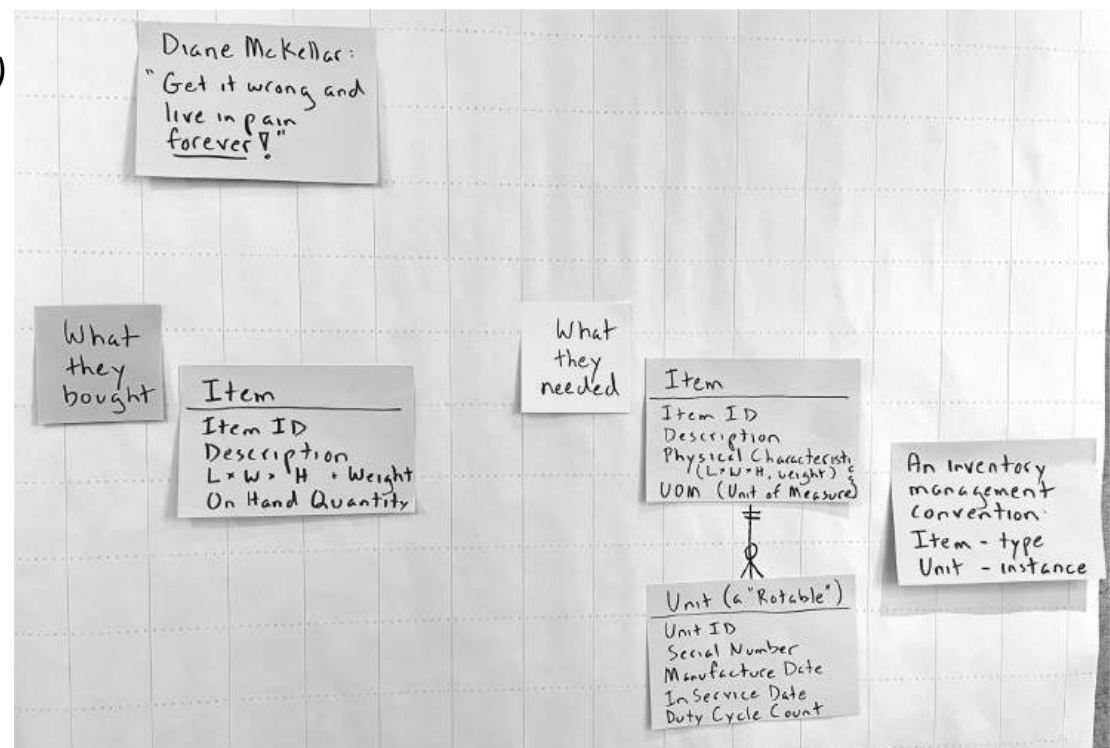 )
Diane McKellar:
"Get it wrong and
live in pain
forever!"
What
they
bought
Item
Item ID
Description
L × W × H + Weight
On Hand Quantity
What
they
needed
Item
Item ID
Description
Physical Characteristi
(L×W×H, weight)
UOM (Unit of Measure)
Unit (a "Rotable")
Unit ID
Serial Number
Manufacture Date
In Service Date
Duty Cycle Count
An inventory
management
convention:
Item - type
Unit - instance